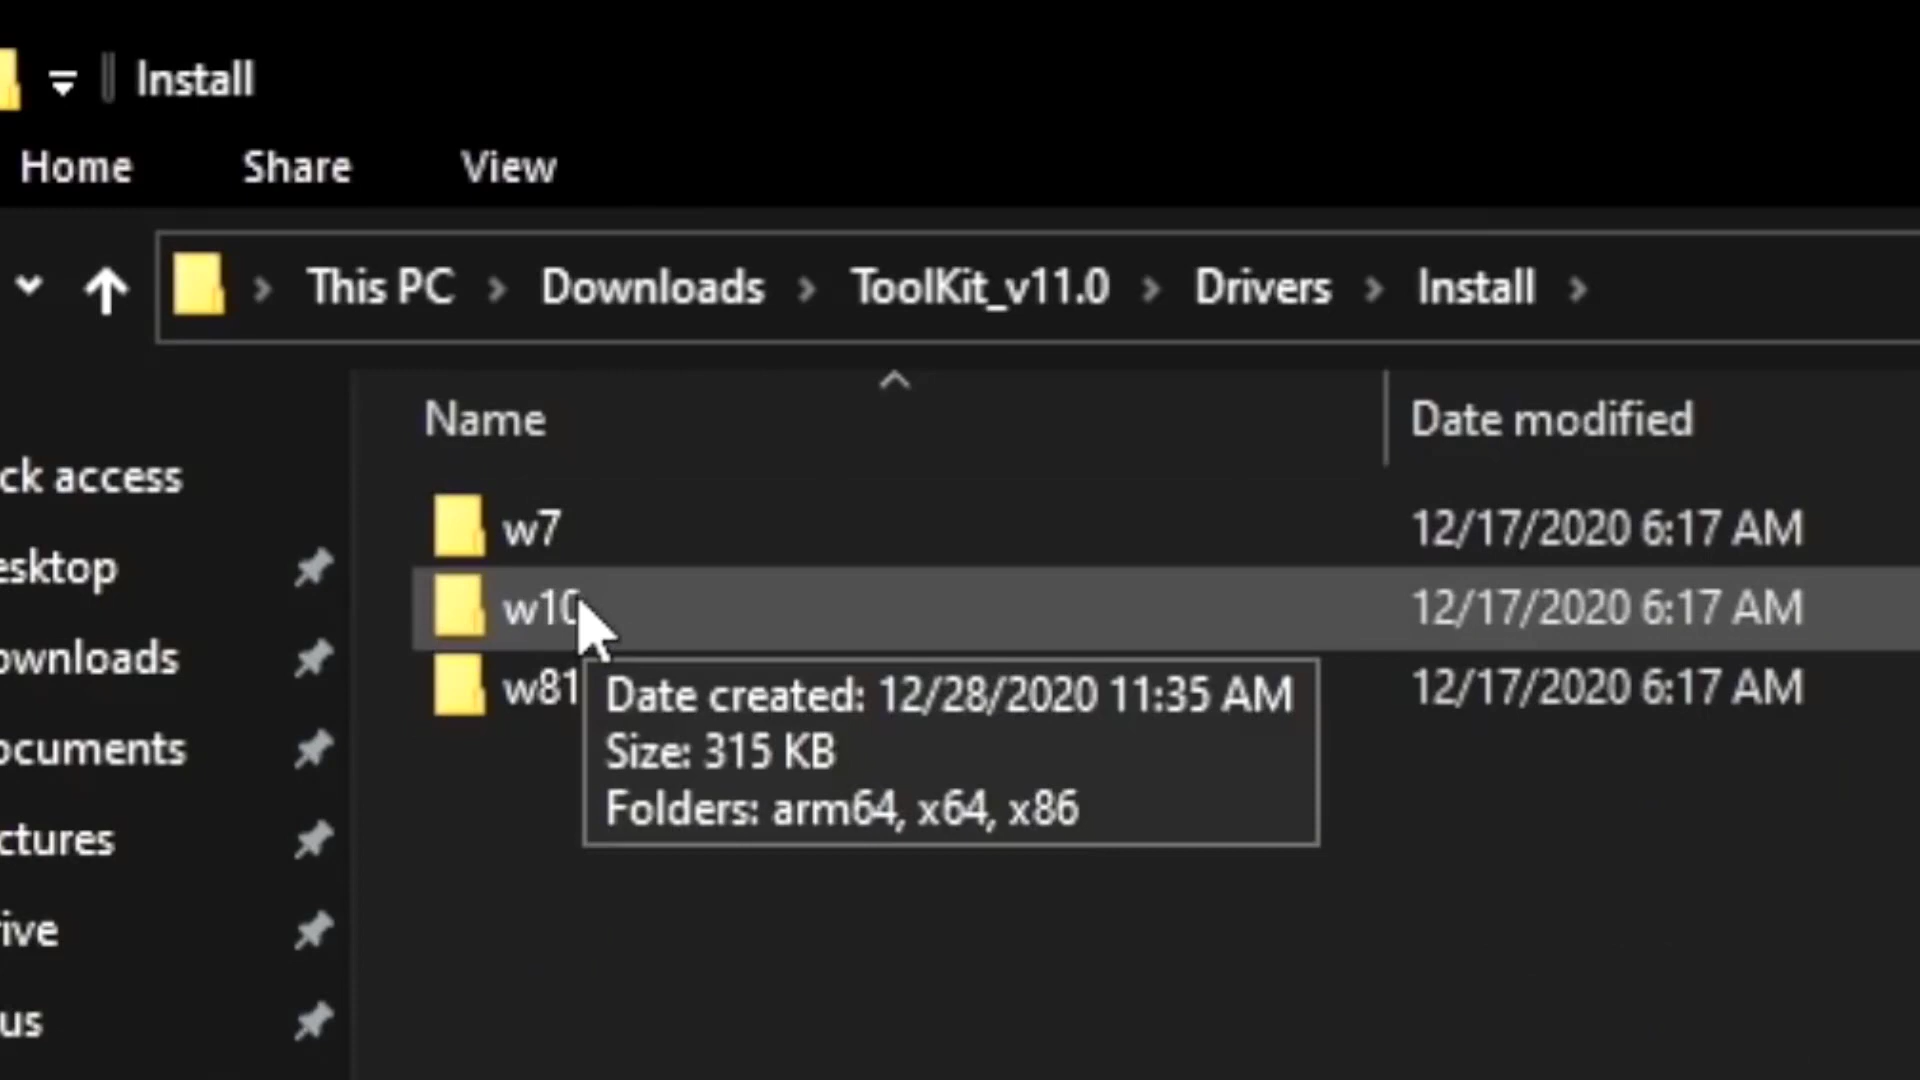 Install
Home Share View
This PC > Downloads > ToolKit_v11.0 > Drivers > Install >
Name Date modified
ck access
w7 12/17/2020 6:17 AM
esktop
w10 12/17/2020 6:17 AM
ownloads
w81 12/17/2020 6:17 AM
Date created: 12/28/2020 11:35 AM
Size: 315 KB
Folders: arm64, x64, x86
ocuments
ctures
rive
us